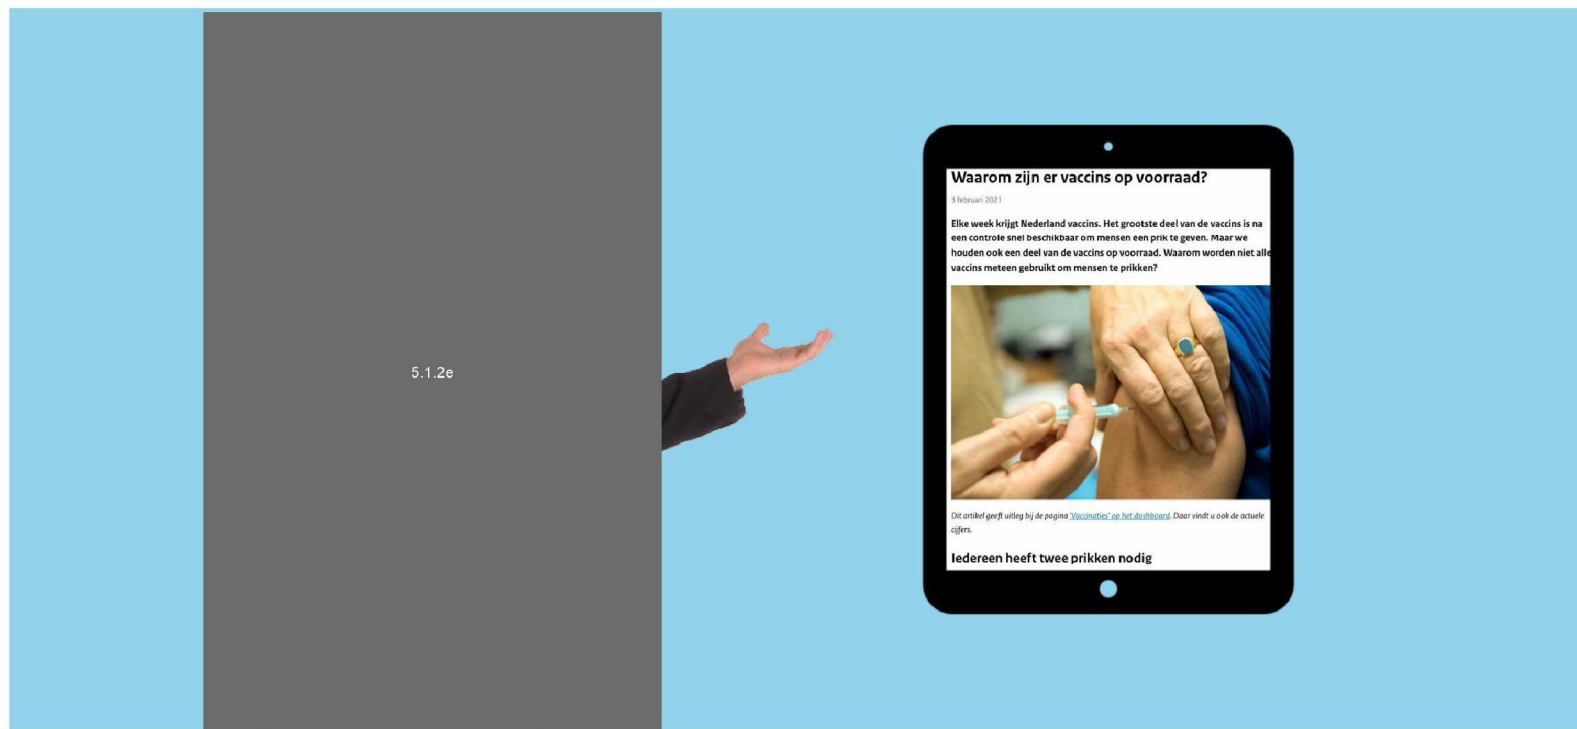 5.1.2e
Waarom zijn er vaccins op voorraad?
3 februari 2021
Elke week krijgt Nederland vaccins. Het grootste deel van de vaccins is na
een controle snel beschikbaar om mensen een prik te geven. Maar we
houden ook een deel van de vaccins op voorraad. Waarom worden niet alle
vaccins meteen gebruikt om mensen te prikken?
Dit artikel geeft uitleg bij de pagina 'Vaccinaties' op het dashboard. Daar vindt u ook de actuele
cijfers.
Iedereen heeft twee prikken nodig